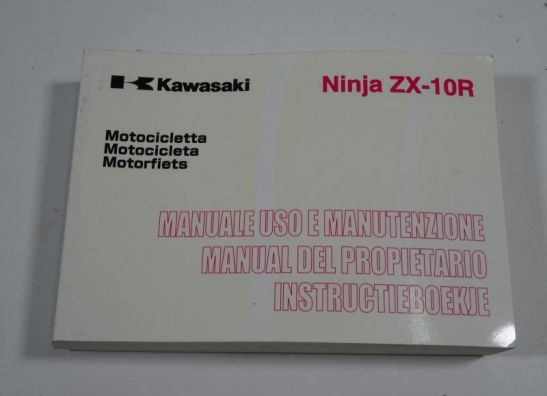 Kawasaki
Ninja ZX-10R
Motocicletta
Motocicleta
Motorfiets
MANUALE USO E MANUTENZIONE
MANUAL DEL PROPIETARIO
INSTRUCTIEBOEKJE